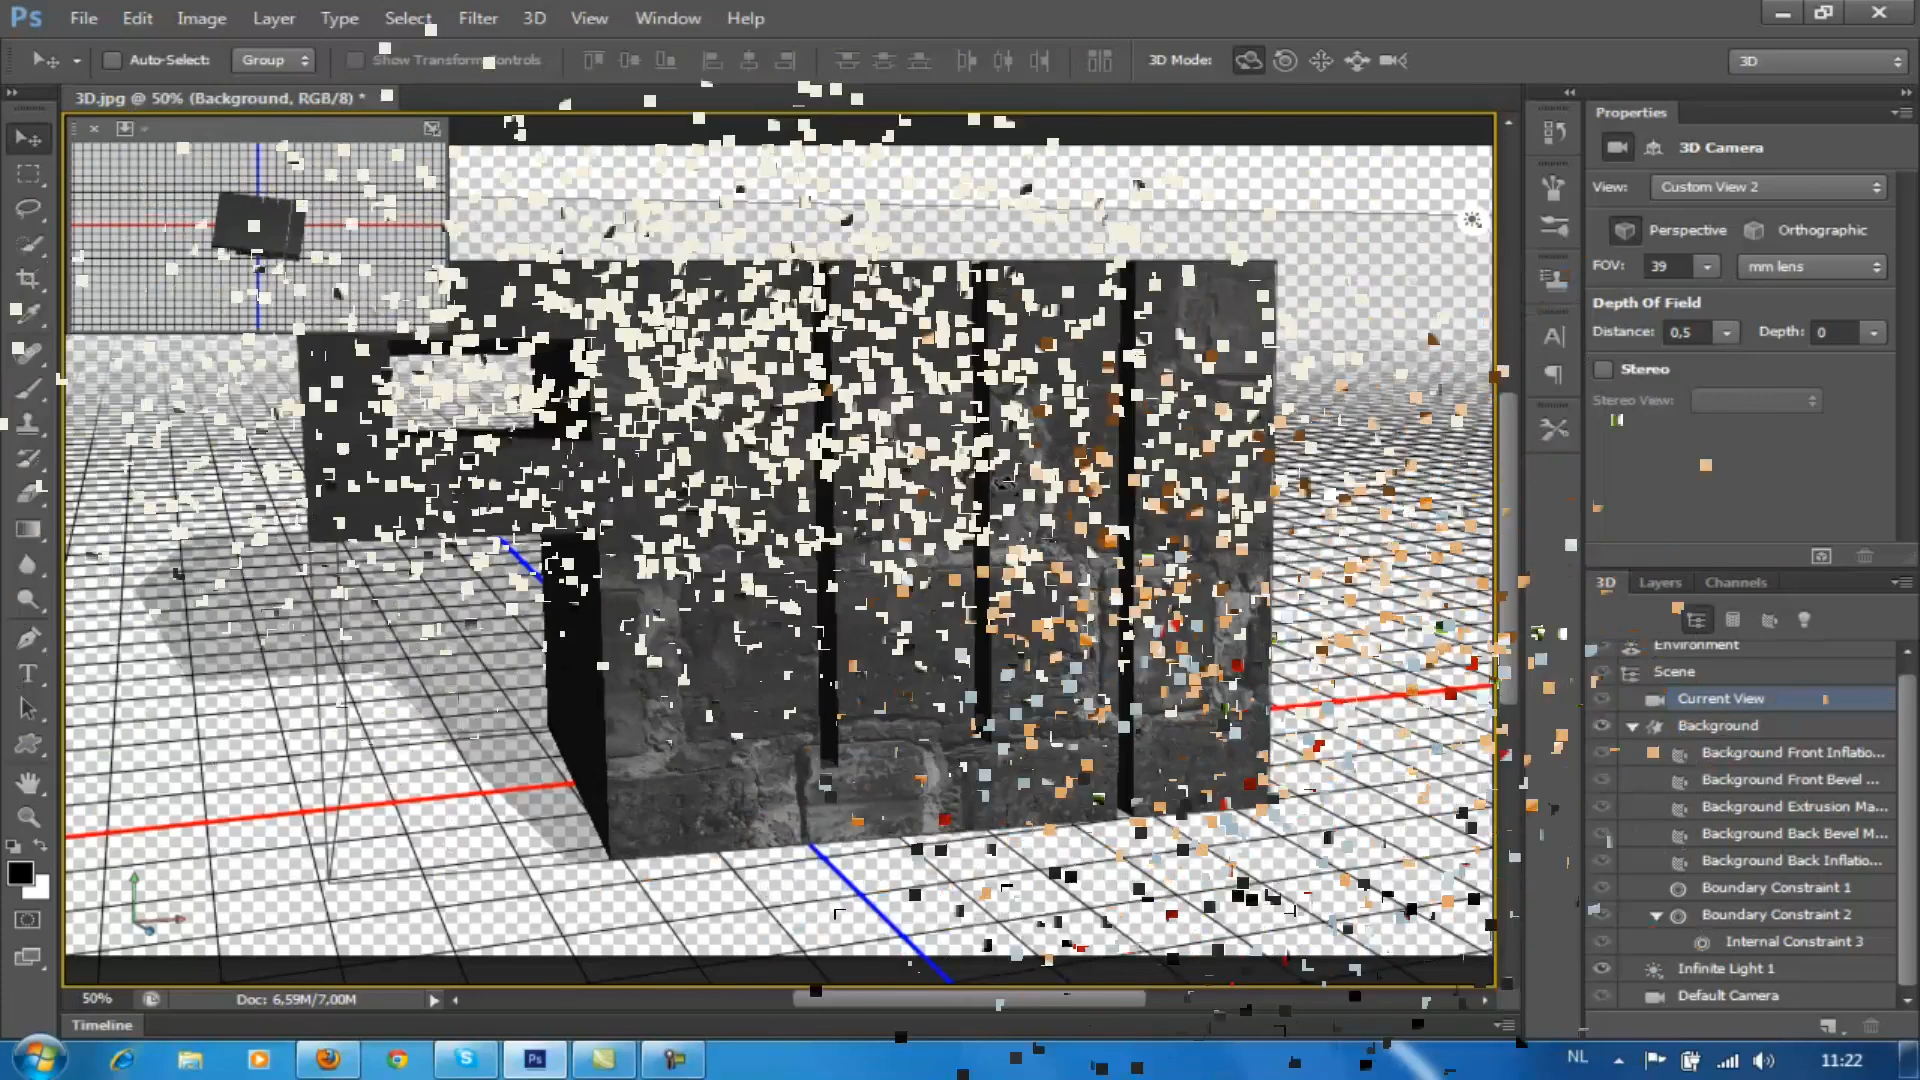 Ps File Edit Image Layer Type Select Filter 3D View Window Help
Auto-Select: Group Show Transform Controls 3D Mode: 3D
3D.jpg @ 50% (Background, RGB/8) *
Properties
3D Camera
View: Custom View 2
Perspective Orthographic
FOV: 39 mm lens
Depth Of Field
Distance: 0,5 Depth: 0
Stereo
Stereo View:
3D Layers Channels
Environment
Scene
Current View
Background
Background Front Inflatio...
Background Front Bevel ...
Background Extrusion Ma...
Background Back Bevel M...
Background Back Inflatio...
Boundary Constraint 1
Boundary Constraint 2
Internal Constraint 3
Infinite Light 1
Default Camera
50% Doc: 6,59M/7,00M
Timeline
NL 11:22